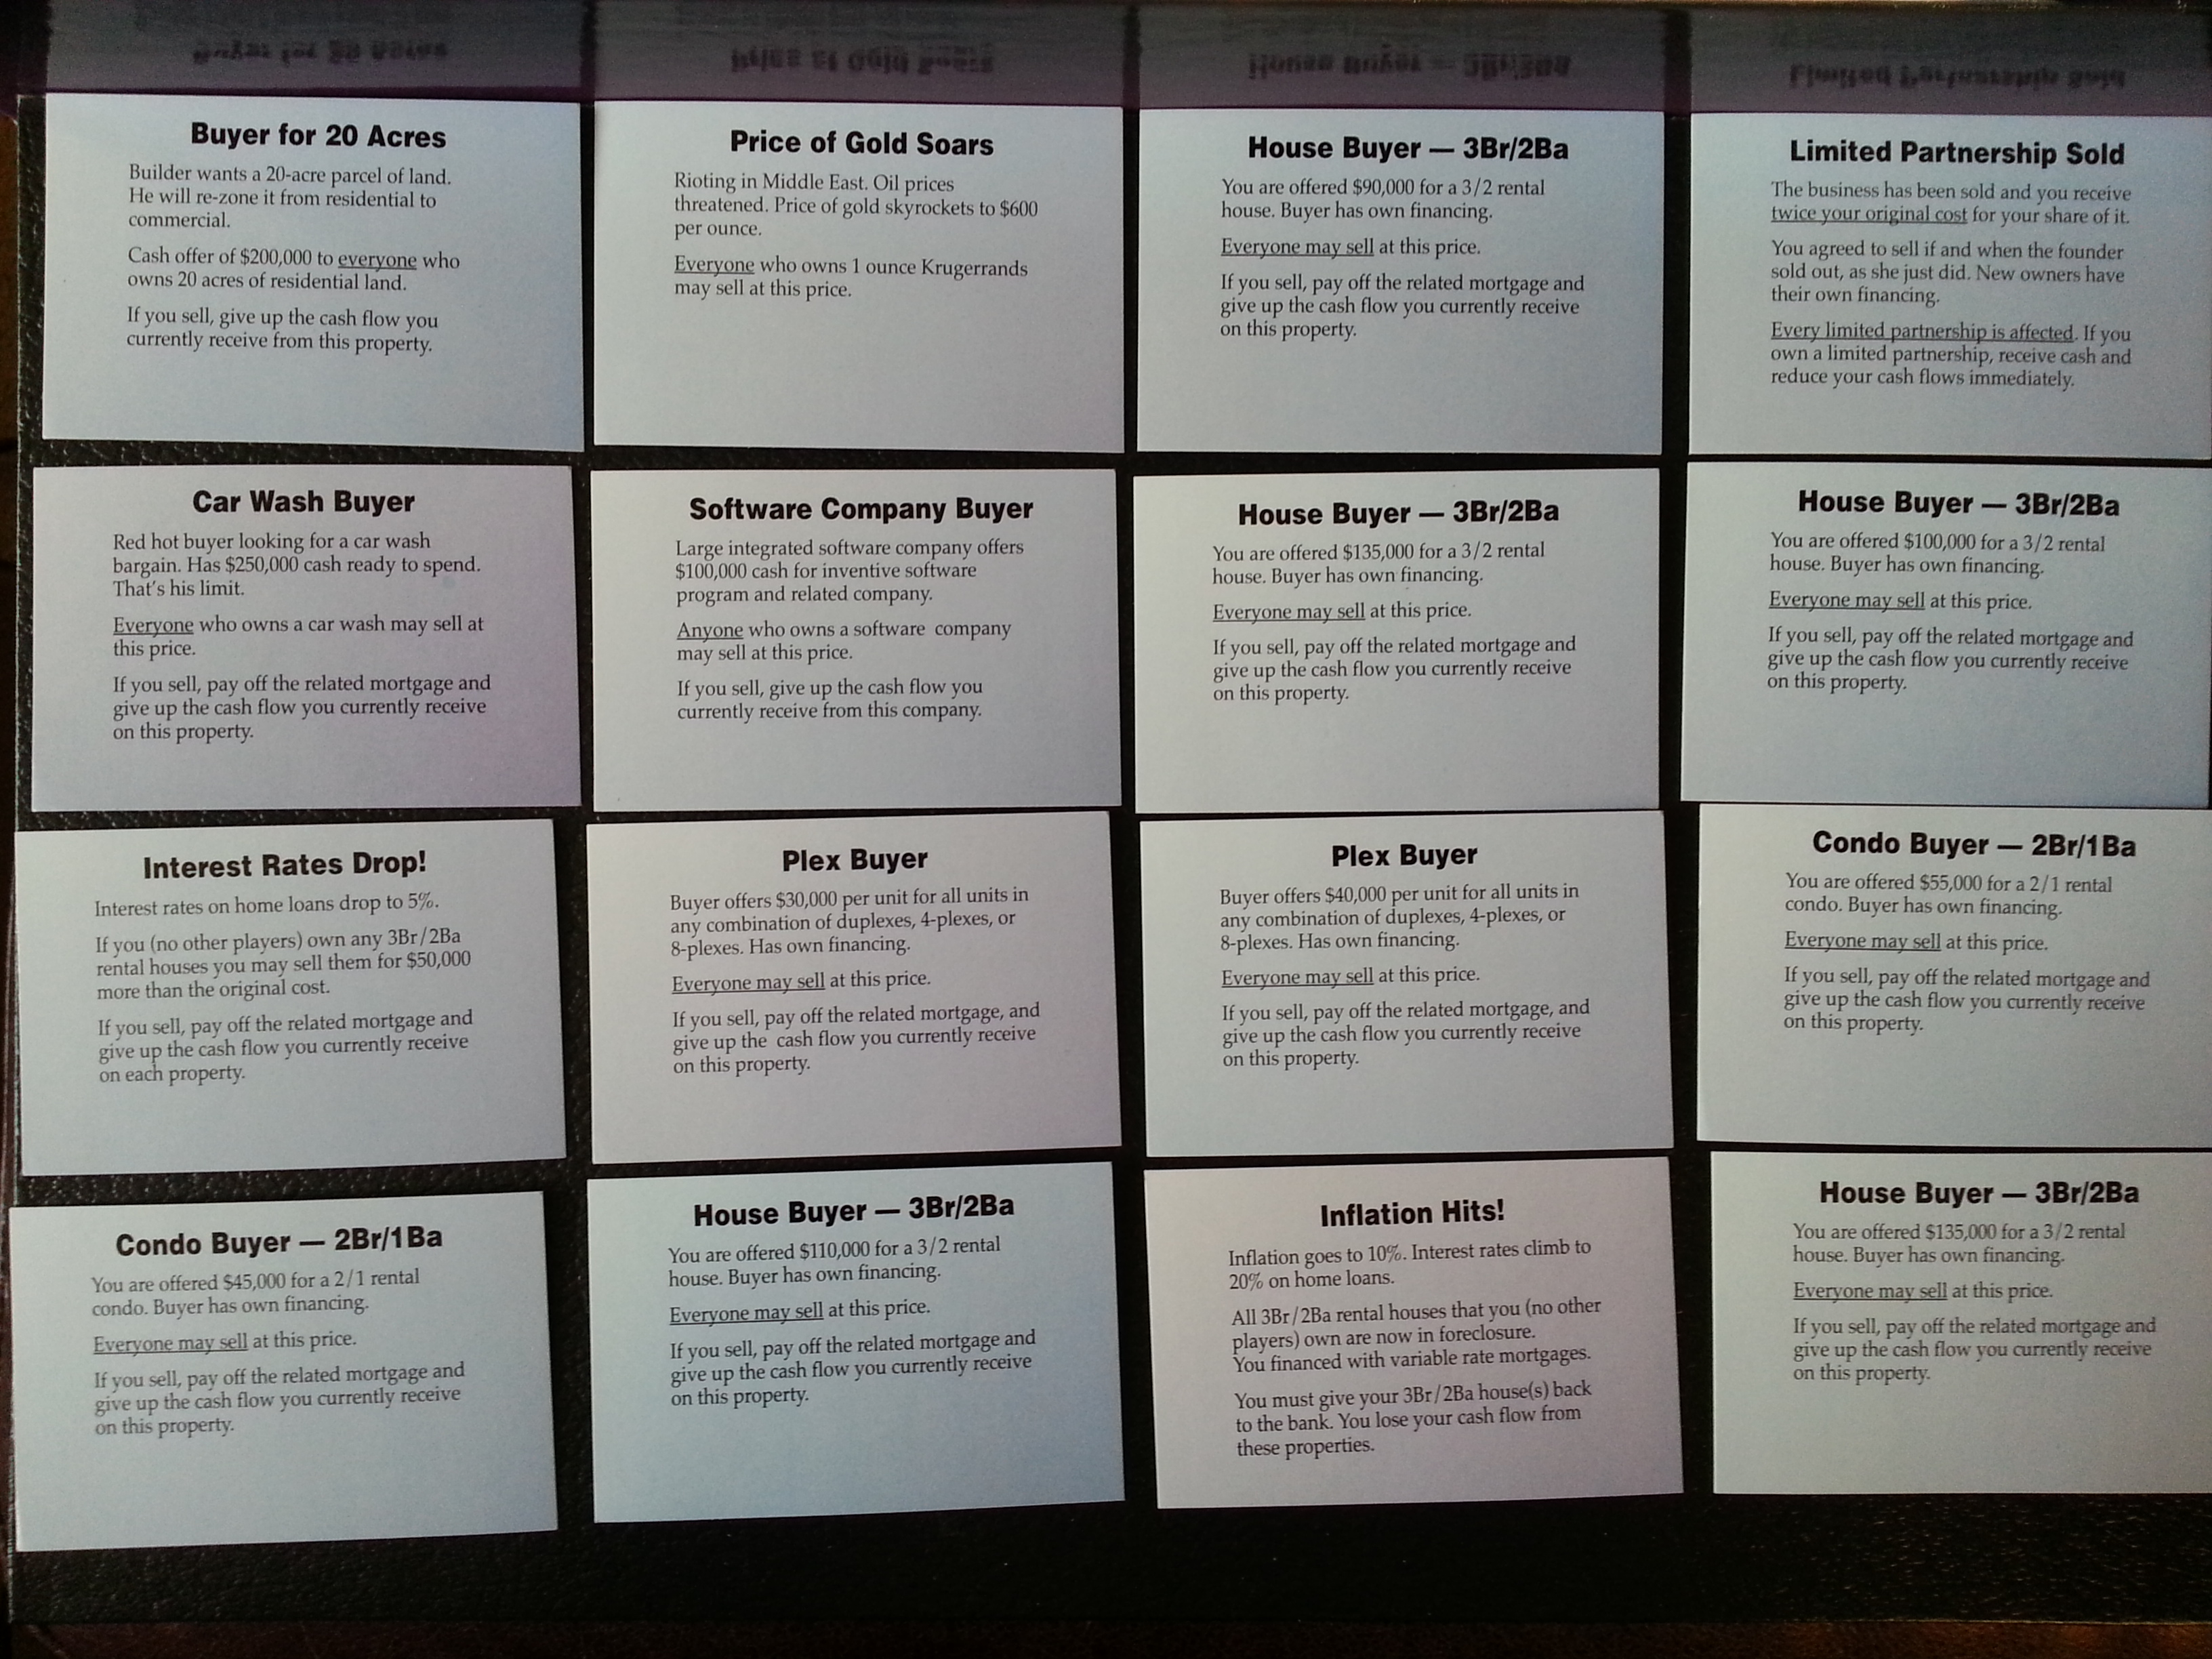 Buyer for 20 Acres
Builder wants a 20-acre parcel of land.
He will re-zone it from residential to
commercial.
Cash offer of $200,000 to everyone who
owns 20 acres of residential land.
If you sell, give up the cash flow you
currently receive from this property.
Price of Gold Soars
Rioting in Middle East. Oil prices
threatened. Price of gold skyrockets to $600
per ounce.
Everyone who owns 1 ounce Krugerrands
may sell at this price.
House Buyer — 3Br/2Ba
You are offered $90,000 for a 3/2 rental
house. Buyer has own financing.
Everyone may sell at this price.
If you sell, pay off the related mortgage and
give up the cash flow you currently receive
on this property.
Limited Partnership Sold
The business has been sold and you receive
twice your original cost for your share of it.
You agreed to sell if and when the founder
sold out, as she just did. New owners have
their own financing.
Every limited partnership is affected. If you
own a limited partnership, receive cash and
reduce your cash flows immediately.
Car Wash Buyer
Red hot buyer looking for a car wash
bargain. Has $250,000 cash ready to spend.
That's his limit.
Everyone who owns a car wash may sell at
this price.
If you sell, pay off the related mortgage and
give up the cash flow you currently receive
on this property.
Software Company Buyer
Large integrated software company offers
$100,000 cash for inventive software
program and related company.
Anyone who owns a software company
may sell at this price.
If you sell, give up the cash flow you
currently receive from this company.
House Buyer — 3Br/2Ba
You are offered $135,000 for a 3/2 rental
house. Buyer has own financing.
Everyone may sell at this price.
If you sell, pay off the related mortgage and
give up the cash flow you currently receive
on this property.
House Buyer — 3Br/2Ba
You are offered $100,000 for a 3/2 rental
house. Buyer has own financing.
Everyone may sell at this price.
If you sell, pay off the related mortgage and
give up the cash flow you currently receive
on this property.
Interest Rates Drop!
Interest rates on home loans drop to 5%.
If you (no other players) own any 3Br/2Ba
rental houses you may sell them for $50,000
more than the original cost.
If you sell, pay off the related mortgage and
give up the cash flow you currently receive
on each property.
Plex Buyer
Buyer offers $30,000 per unit for all units in
any combination of duplexes, 4-plexes, or
8-plexes. Has own financing.
Everyone may sell at this price.
If you sell, pay off the related mortgage, and
give up the cash flow you currently receive
on this property.
Plex Buyer
Buyer offers $40,000 per unit for all units in
any combination of duplexes, 4-plexes, or
8-plexes. Has own financing.
Everyone may sell at this price.
If you sell, pay off the related mortgage, and
give up the cash flow you currently receive
on this property.
Condo Buyer — 2Br/1Ba
You are offered $55,000 for a 2/1 rental
condo. Buyer has own financing.
Everyone may sell at this price.
If you sell, pay off the related mortgage and
give up the cash flow you currently receive
on this property.
Condo Buyer — 2Br/1Ba
You are offered $45,000 for a 2/1 rental
condo. Buyer has own financing.
Everyone may sell at this price.
If you sell, pay off the related mortgage and
give up the cash flow you currently receive
on this property.
House Buyer — 3Br/2Ba
You are offered $110,000 for a 3/2 rental
house. Buyer has own financing.
Everyone may sell at this price.
If you sell, pay off the related mortgage and
give up the cash flow you currently receive
on this property.
Inflation Hits!
Inflation goes to 10%. Interest rates climb to
20% on home loans.
All 3Br/2Ba rental houses that you (no other
players) own are now in foreclosure.
You financed with variable rate mortgages.
You must give your 3Br/2Ba house(s) back
to the bank. You lose your cash flow from
these properties.
House Buyer — 3Br/2Ba
You are offered $135,000 for a 3/2 rental
house. Buyer has own financing.
Everyone may sell at this price.
If you sell, pay off the related mortgage and
give up the cash flow you currently receive
on this property.